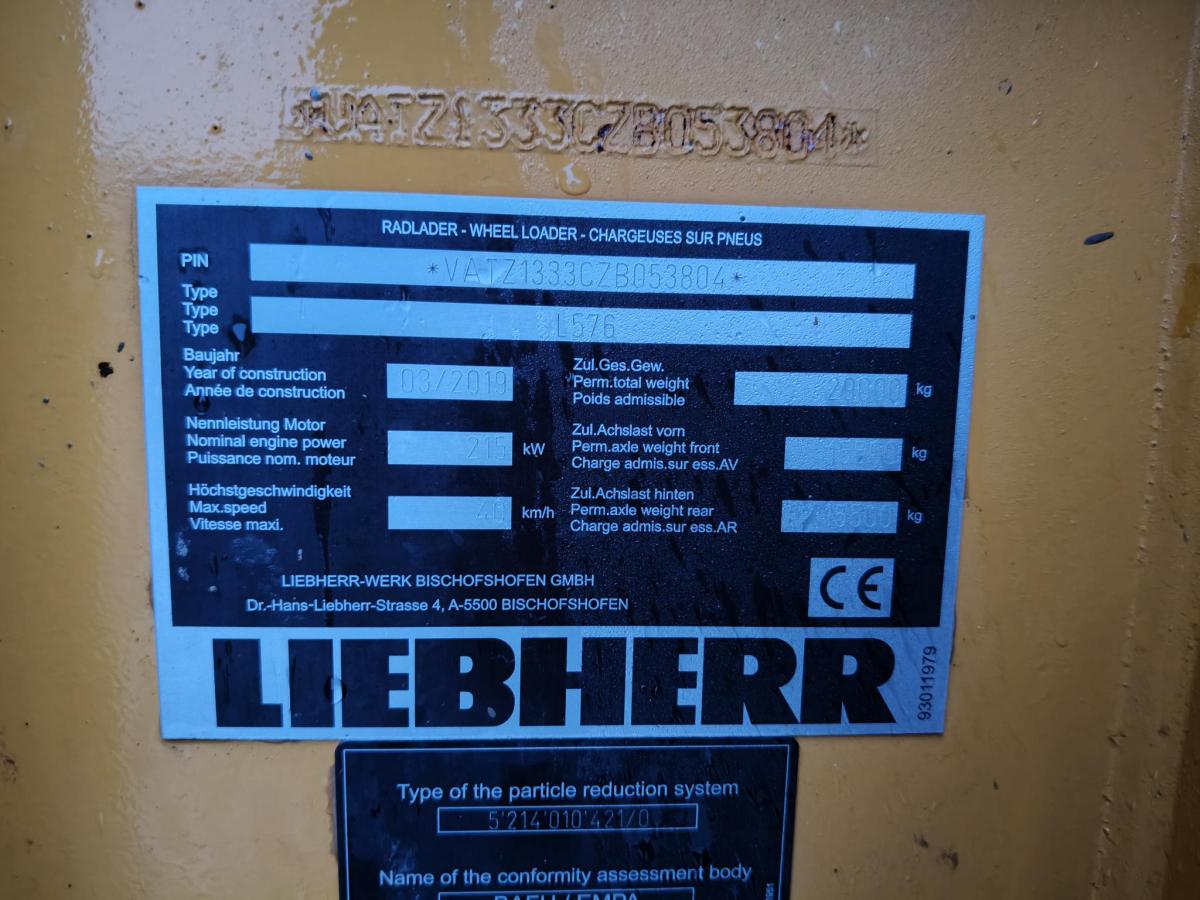 *VATZ1333CZB053804*
RADLADER - WHEEL LOADER - CHARGEUSES SUR PNEUS
PIN *VATZ1333CZB053804*
Type
Type L576
Type
Baujahr
Year of construction 03/2019
Année de construction
Zul.Ges.Gew.
Perm.total weight kg
Poids admissible
Nennleistung Motor
Nominal engine power 215 kW
Puissance nom. moteur
Zul.Achslast vorn
Perm.axle weight front kg
Charge admis.sur ess.AV
Höchstgeschwindigkeit
Max.speed 40 km/h
Vitesse maxi.
Zul.Achslast hinten
Perm.axle weight rear kg
Charge admis.sur ess.AR
LIEBHERR-WERK BISCHOFSHOFEN GMBH
Dr.-Hans-Liebherr-Strasse 4, A-5500 BISCHOFSHOFEN
CE
LIEBHERR
93011979
Type of the particle reduction system
5'214'010'421/0
Name of the conformity assessment body
BAFU / EMPA